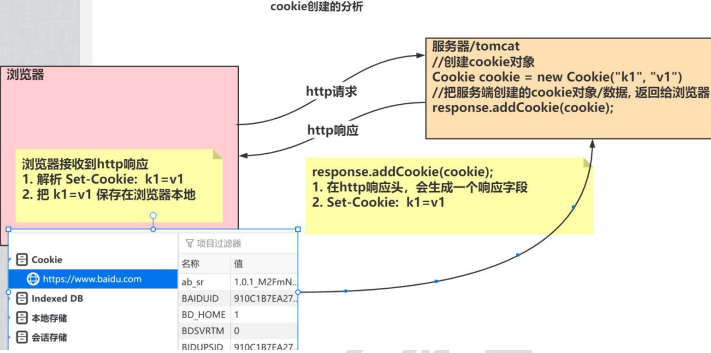 cookie创建的分析
服务器/tomcat
//创建cookie对象
Cookie cookie = new Cookie("k1", "v1")
//把服务端创建的cookie对象/数据, 返回给浏览器
response.addCookie(cookie);
浏览器
http请求
http响应
浏览器接收到http响应
1. 解析 Set-Cookie: k1=v1
2. 把 k1=v1 保存在浏览器本地
response.addCookie(cookie);
1. 在http响应头，会生成一个响应字段
2. Set-Cookie: k1=v1
项目过滤器
Cookie
名称 值
https://www.baidu.com
ab_sr 1.0.1_M2FmN...
Indexed DB
BAIDUID 910C1B7EA27...
本地存储
BD_HOME 1
BDSVRTM 0
会话存储
BIDUPSID 910C1B7EA27...